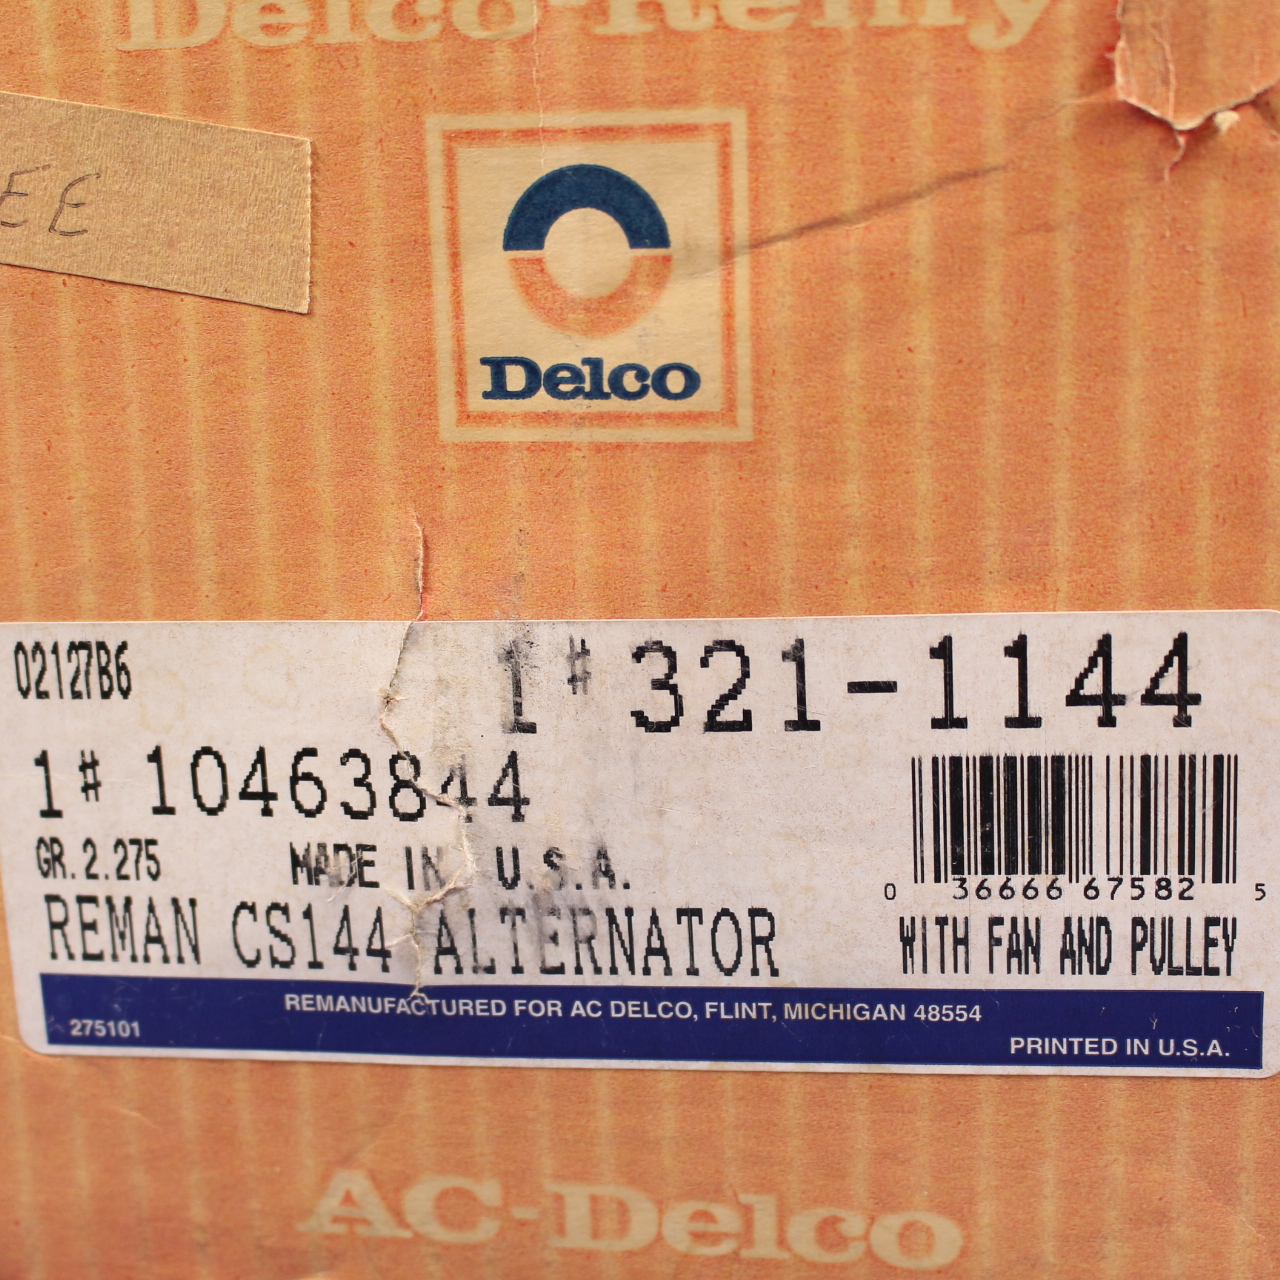 Delco-Remy
EE
Delco
02127B6
1# 321-1144
1# 10463844
GR. 2.275 MADE IN U.S.A.
0 36666 67582 5
REMAN CS144 ALTERNATOR
WITH FAN AND PULLEY
REMANUFACTURED FOR AC DELCO, FLINT, MICHIGAN 48554
275101
PRINTED IN U.S.A.
AC-Delco